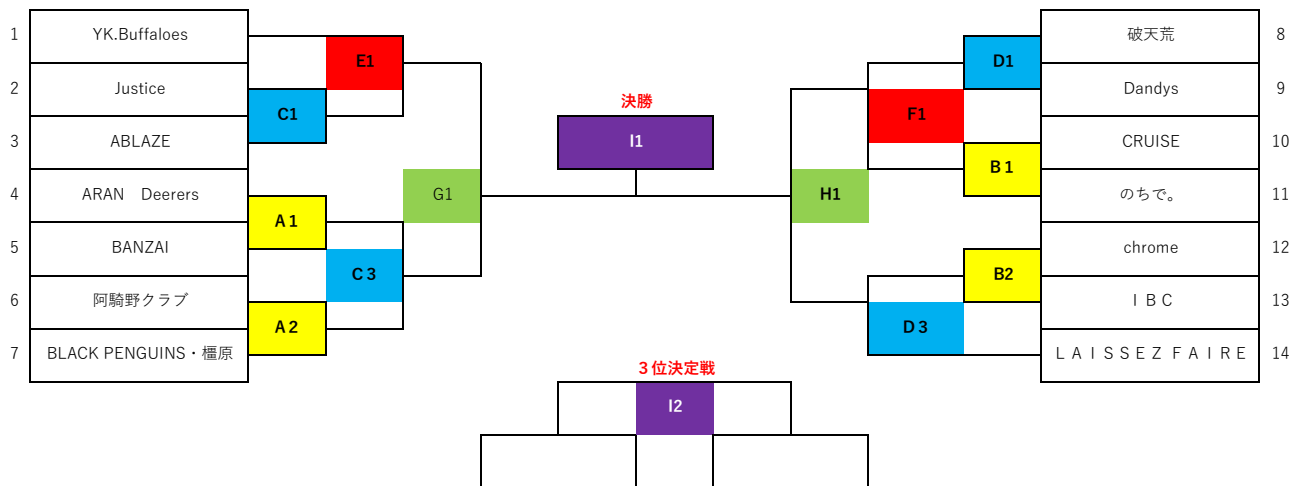 1 YK.Buffaloes
2 Justice
3 ABLAZE
4 ARAN　Deerers
5 BANZAI
6 阿騎野クラブ
7 BLACK PENGUINS・橿原
E1
C1
A１
C３
A２
G1
決勝
I1
３位決定戦
I2
H1
D1
F1
B１
B2
D３
破天荒 8
Dandys 9
CRUISE 10
のちで。 11
chrome 12
ＩＢＣ 13
ＬＡＩＳＳＥＺ ＦＡＩＲＥ 14